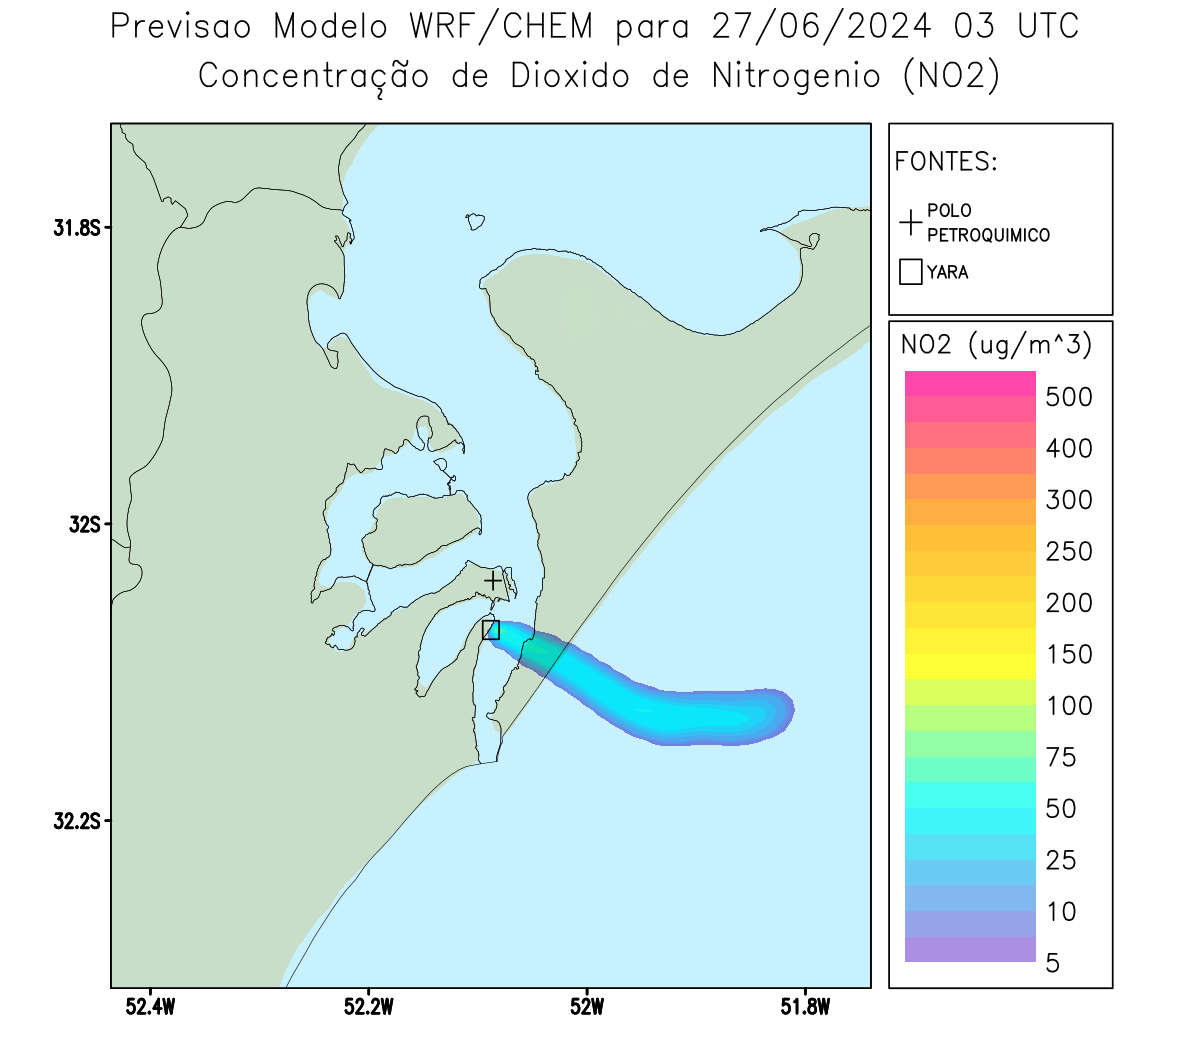 Previsao Modelo WRF/CHEM para 27/06/2024 03 UTC
Concentração de Dioxido de Nitrogenio (NO2)
FONTES:
POLO
PETROQUIMICO
YARA
NO2 (ug/m^3)
500
400
300
250
200
150
100
75
50
25
10
5
31.8S
32S
32.2S
52.4W
52.2W
52W
51.8W